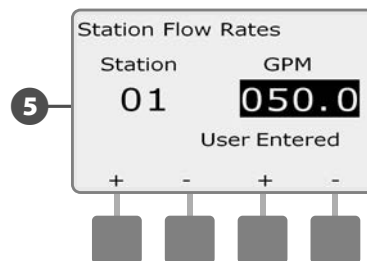 Station Flow Rates
Station GPM
5 01 050.0
User Entered
+ - + -